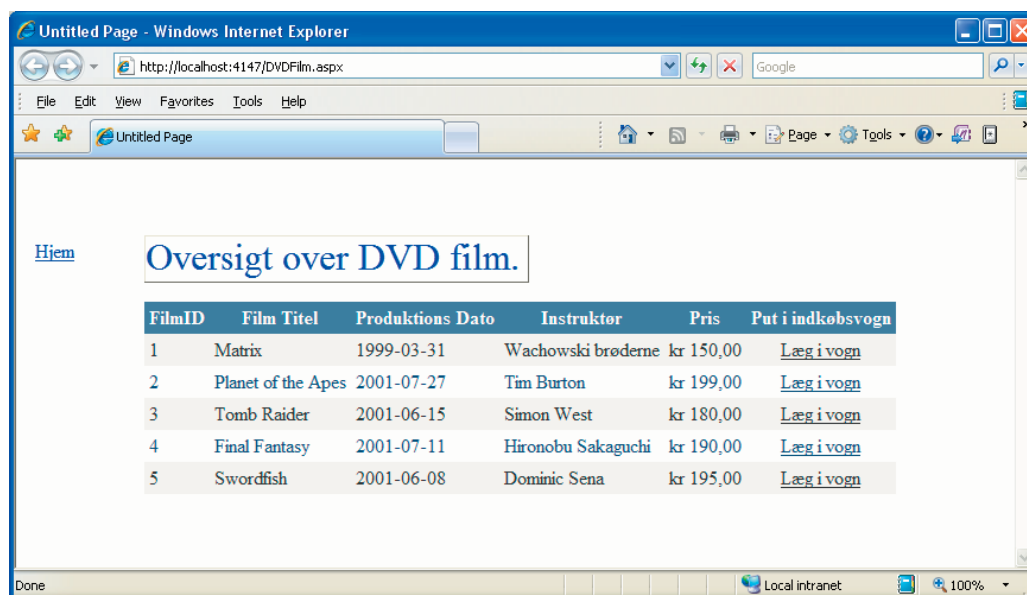 Untitled Page - Windows Internet Explorer
http://localhost:4147/DVDFilm.aspx Google
File Edit View Favorites Tools Help
Untitled Page Page Tools
Hjem Oversigt over DVD film.
FilmID Film Titel Produktions Dato Instruktør Pris Put i indkøbsvogn
1 Matrix 1999-03-31 Wachowski brøderne kr 150,00 Læg i vogn
2 Planet of the Apes 2001-07-27 Tim Burton kr 199,00 Læg i vogn
3 Tomb Raider 2001-06-15 Simon West kr 180,00 Læg i vogn
4 Final Fantasy 2001-07-11 Hironobu Sakaguchi kr 190,00 Læg i vogn
5 Swordfish 2001-06-08 Dominic Sena kr 195,00 Læg i vogn
Done Local intranet 100%